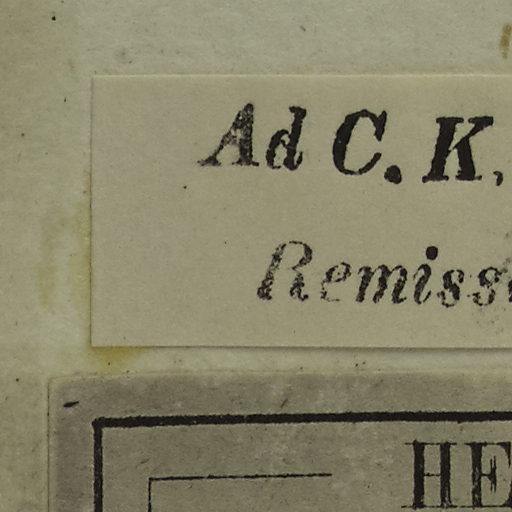 Ad C. K,
Remiss
HE